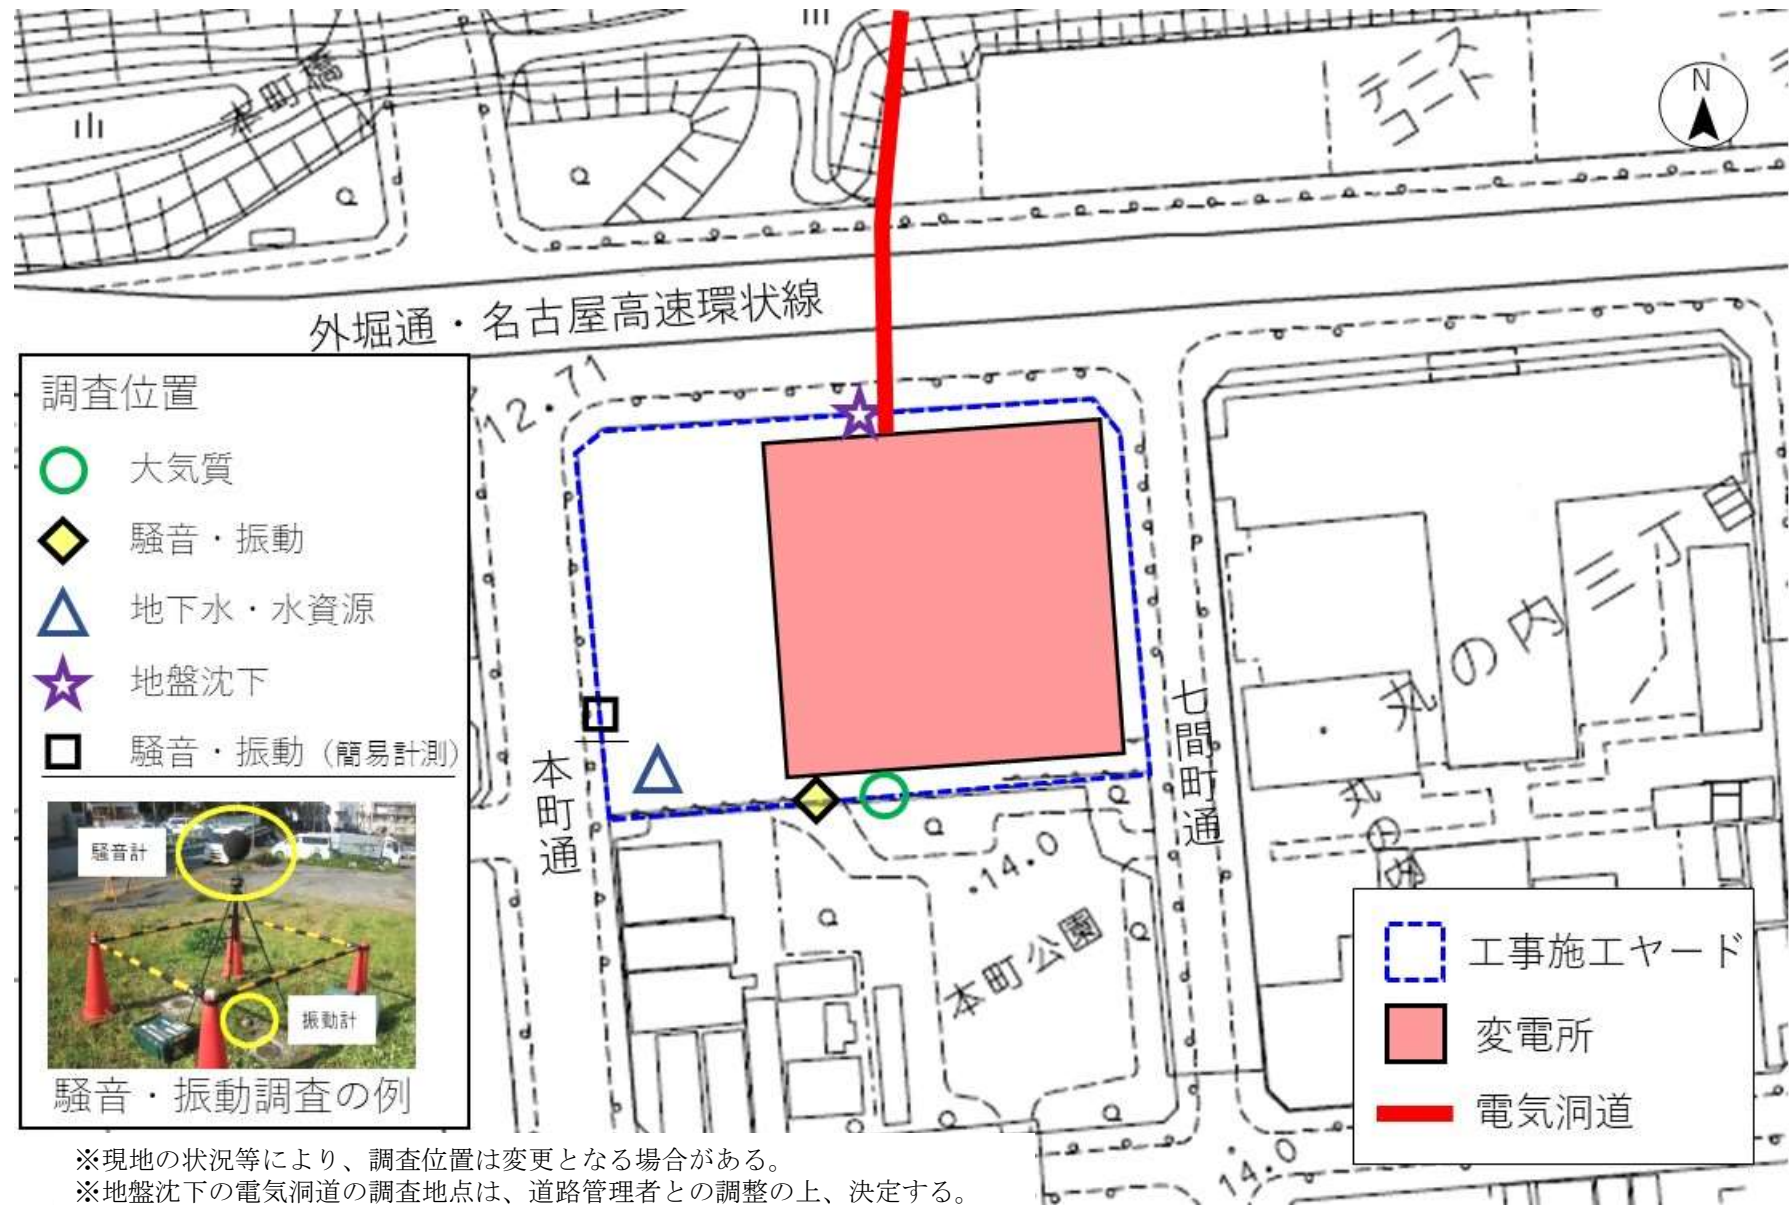 本町橋
テニス
コート
N
外堀通・名古屋高速環状線
12.71
調査位置
大気質
騒音・振動
地下水・水資源
地盤沈下
騒音・振動（簡易計測）
騒音計
振動計
騒音・振動調査の例
本町通
七間町通
丸の内三丁目
丸の内
14.0
本町公園
工事施工ヤード
変電所
電気洞道
14.0
※現地の状況等により、調査位置は変更となる場合がある。
※地盤沈下の電気洞道の調査地点は、道路管理者との調整の上、決定する。